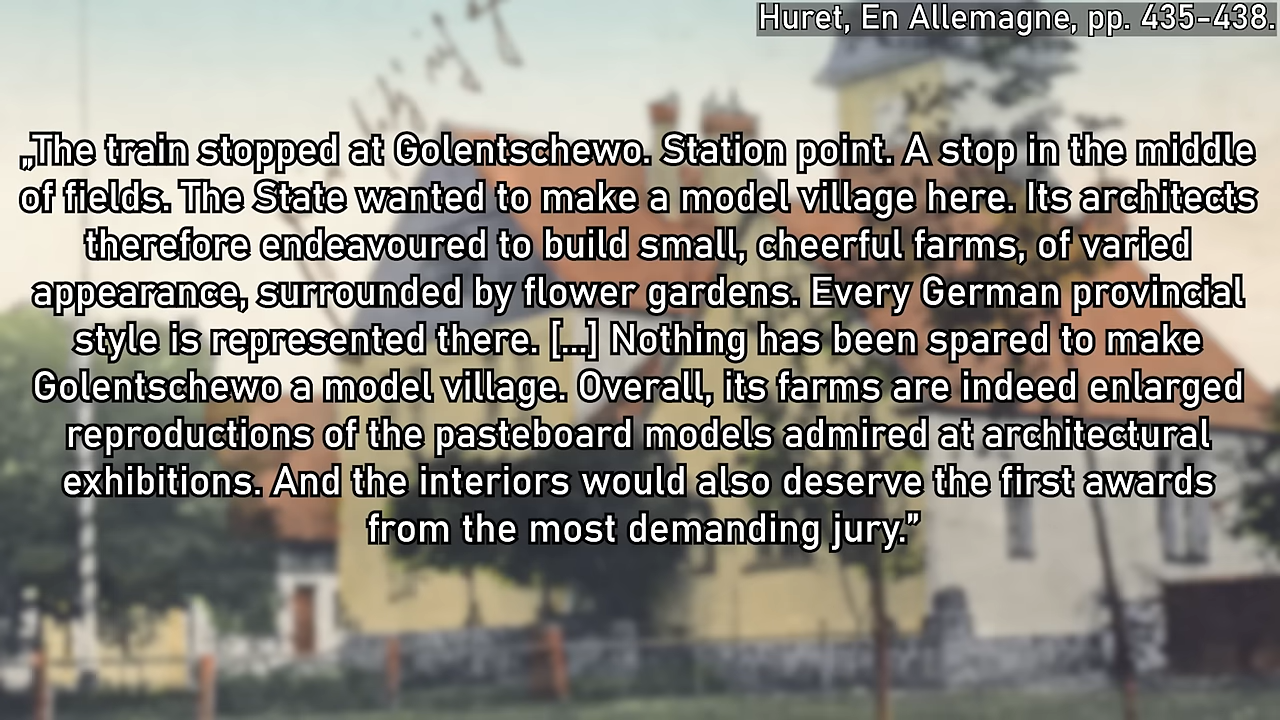 Huret, En Allemagne, pp. 435-438.
„The train stopped at Golentschewo. Station point. A stop in the middle
of fields. The State wanted to make a model village here. Its architects
therefore endeavoured to build small, cheerful farms, of varied
appearance, surrounded by flower gardens. Every German provincial
style is represented there. [...] Nothing has been spared to make
Golentschewo a model village. Overall, its farms are indeed enlarged
reproductions of the pasteboard models admired at architectural
exhibitions. And the interiors would also deserve the first awards
from the most demanding jury.”